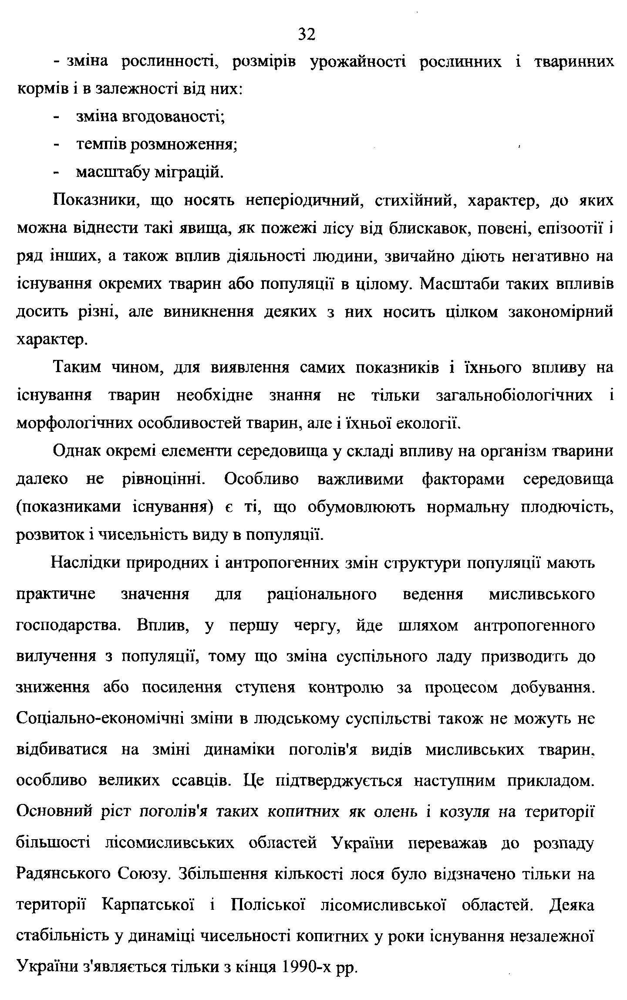 32
- зміна рослинності, розмірів урожайності рослинних і тваринних
кормів і в залежності від них:
- зміна вгодованості;
- темпів розмноження;
- масштабу міграцій.
Показники, що носять неперіодичний, стихійний, характер, до яких
можна віднести такі явища, як пожежі лісу від блискавок, повені, епізоотії і
ряд інших, а також вплив діяльності людини, звичайно діють негативно на
існування окремих тварин або популяції в цілому. Масштаби таких впливів
досить різні, але виникнення деяких з них носить цілком закономірний
характер.
Таким чином, для виявлення самих показників і їхнього впливу на
існування тварин необхідне знання не тільки загальнобіологічних і
морфологічних особливостей тварин, але і їхньої екології.
Однак окремі елементи середовища у складі впливу на організм тварини
далеко не рівноцінні. Особливо важливими факторами середовища
(показниками існування) є ті, що обумовлюють нормальну плодючість,
розвиток і чисельність виду в популяції.
Наслідки природних і антропогенних змін структури популяції мають
практичне значення для раціонального ведення мисливського
господарства. Вплив, у першу чергу, йде шляхом антропогенного
вилучення з популяції, тому що зміна суспільного ладу призводить до
зниження або посилення ступеня контролю за процесом добування.
Соціально-економічні зміни в людському суспільстві також не можуть не
відбиватися на зміні динаміки поголів'я видів мисливських тварин,
особливо великих ссавців. Це підтверджується наступним прикладом.
Основний ріст поголів'я таких копитних як олень і козуля на території
більшості лісомисливських областей України переважав до розпаду
Радянського Союзу. Збільшення кількості лося було відзначено тільки на
території Карпатської і Поліської лісомисливської областей. Деяка
стабільність у динаміці чисельності копитних у роки існування незалежної
України з'являється тільки з кінця 1990-х рр.